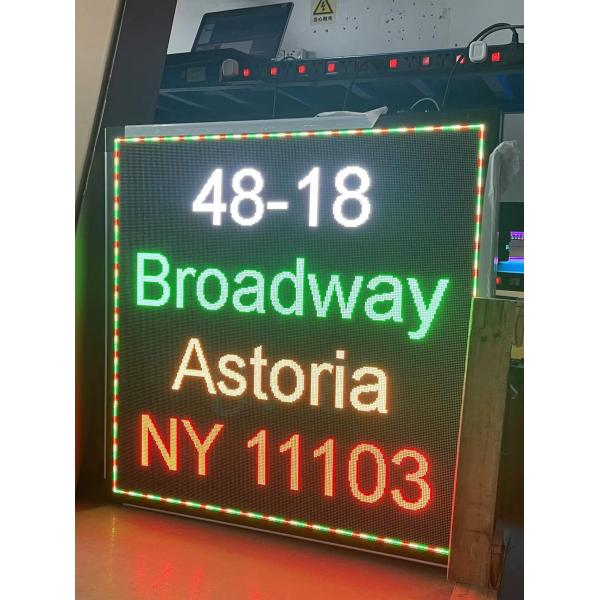 48-18
Broadway
Astoria
NY 11103